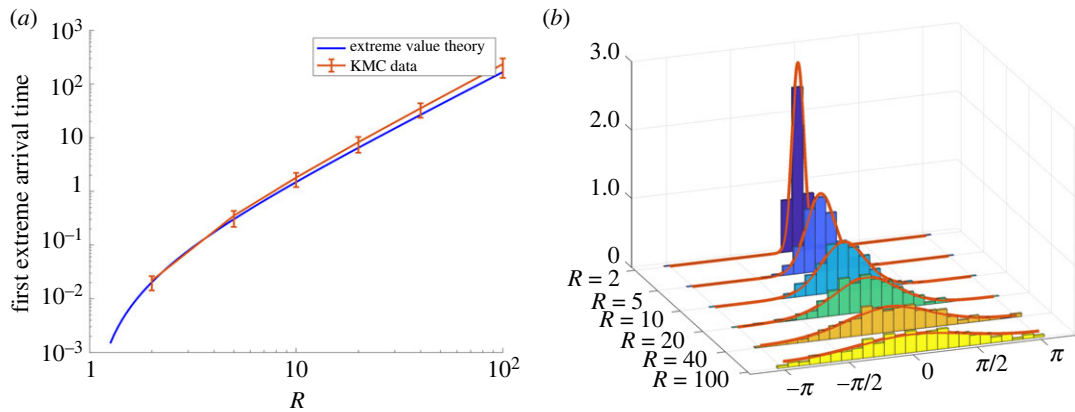 (a)
10³
10²
10
1
10⁻¹
10⁻²
10⁻³
first extreme arrival time
extreme value theory
KMC data
1
10
10²
R
(b)
3.0
2.0
1.0
0
R = 2
R = 5
R = 10
R = 20
R = 40
R = 100
−π
−π/2
0
π/2
π